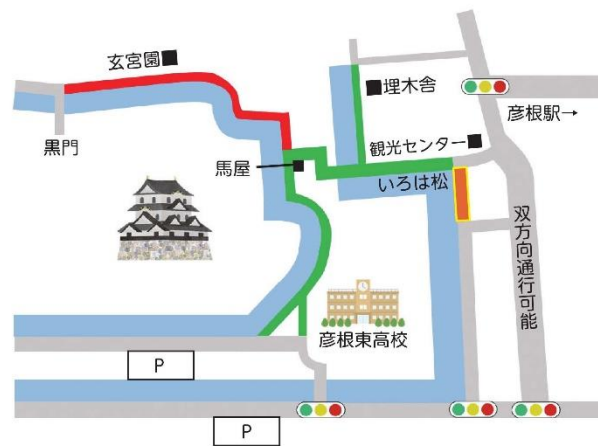 玄宮園
埋木舎
彦根駅→
観光センター
黒門
馬屋
いろは松
双方向通行可能
彦根東高校
P
P